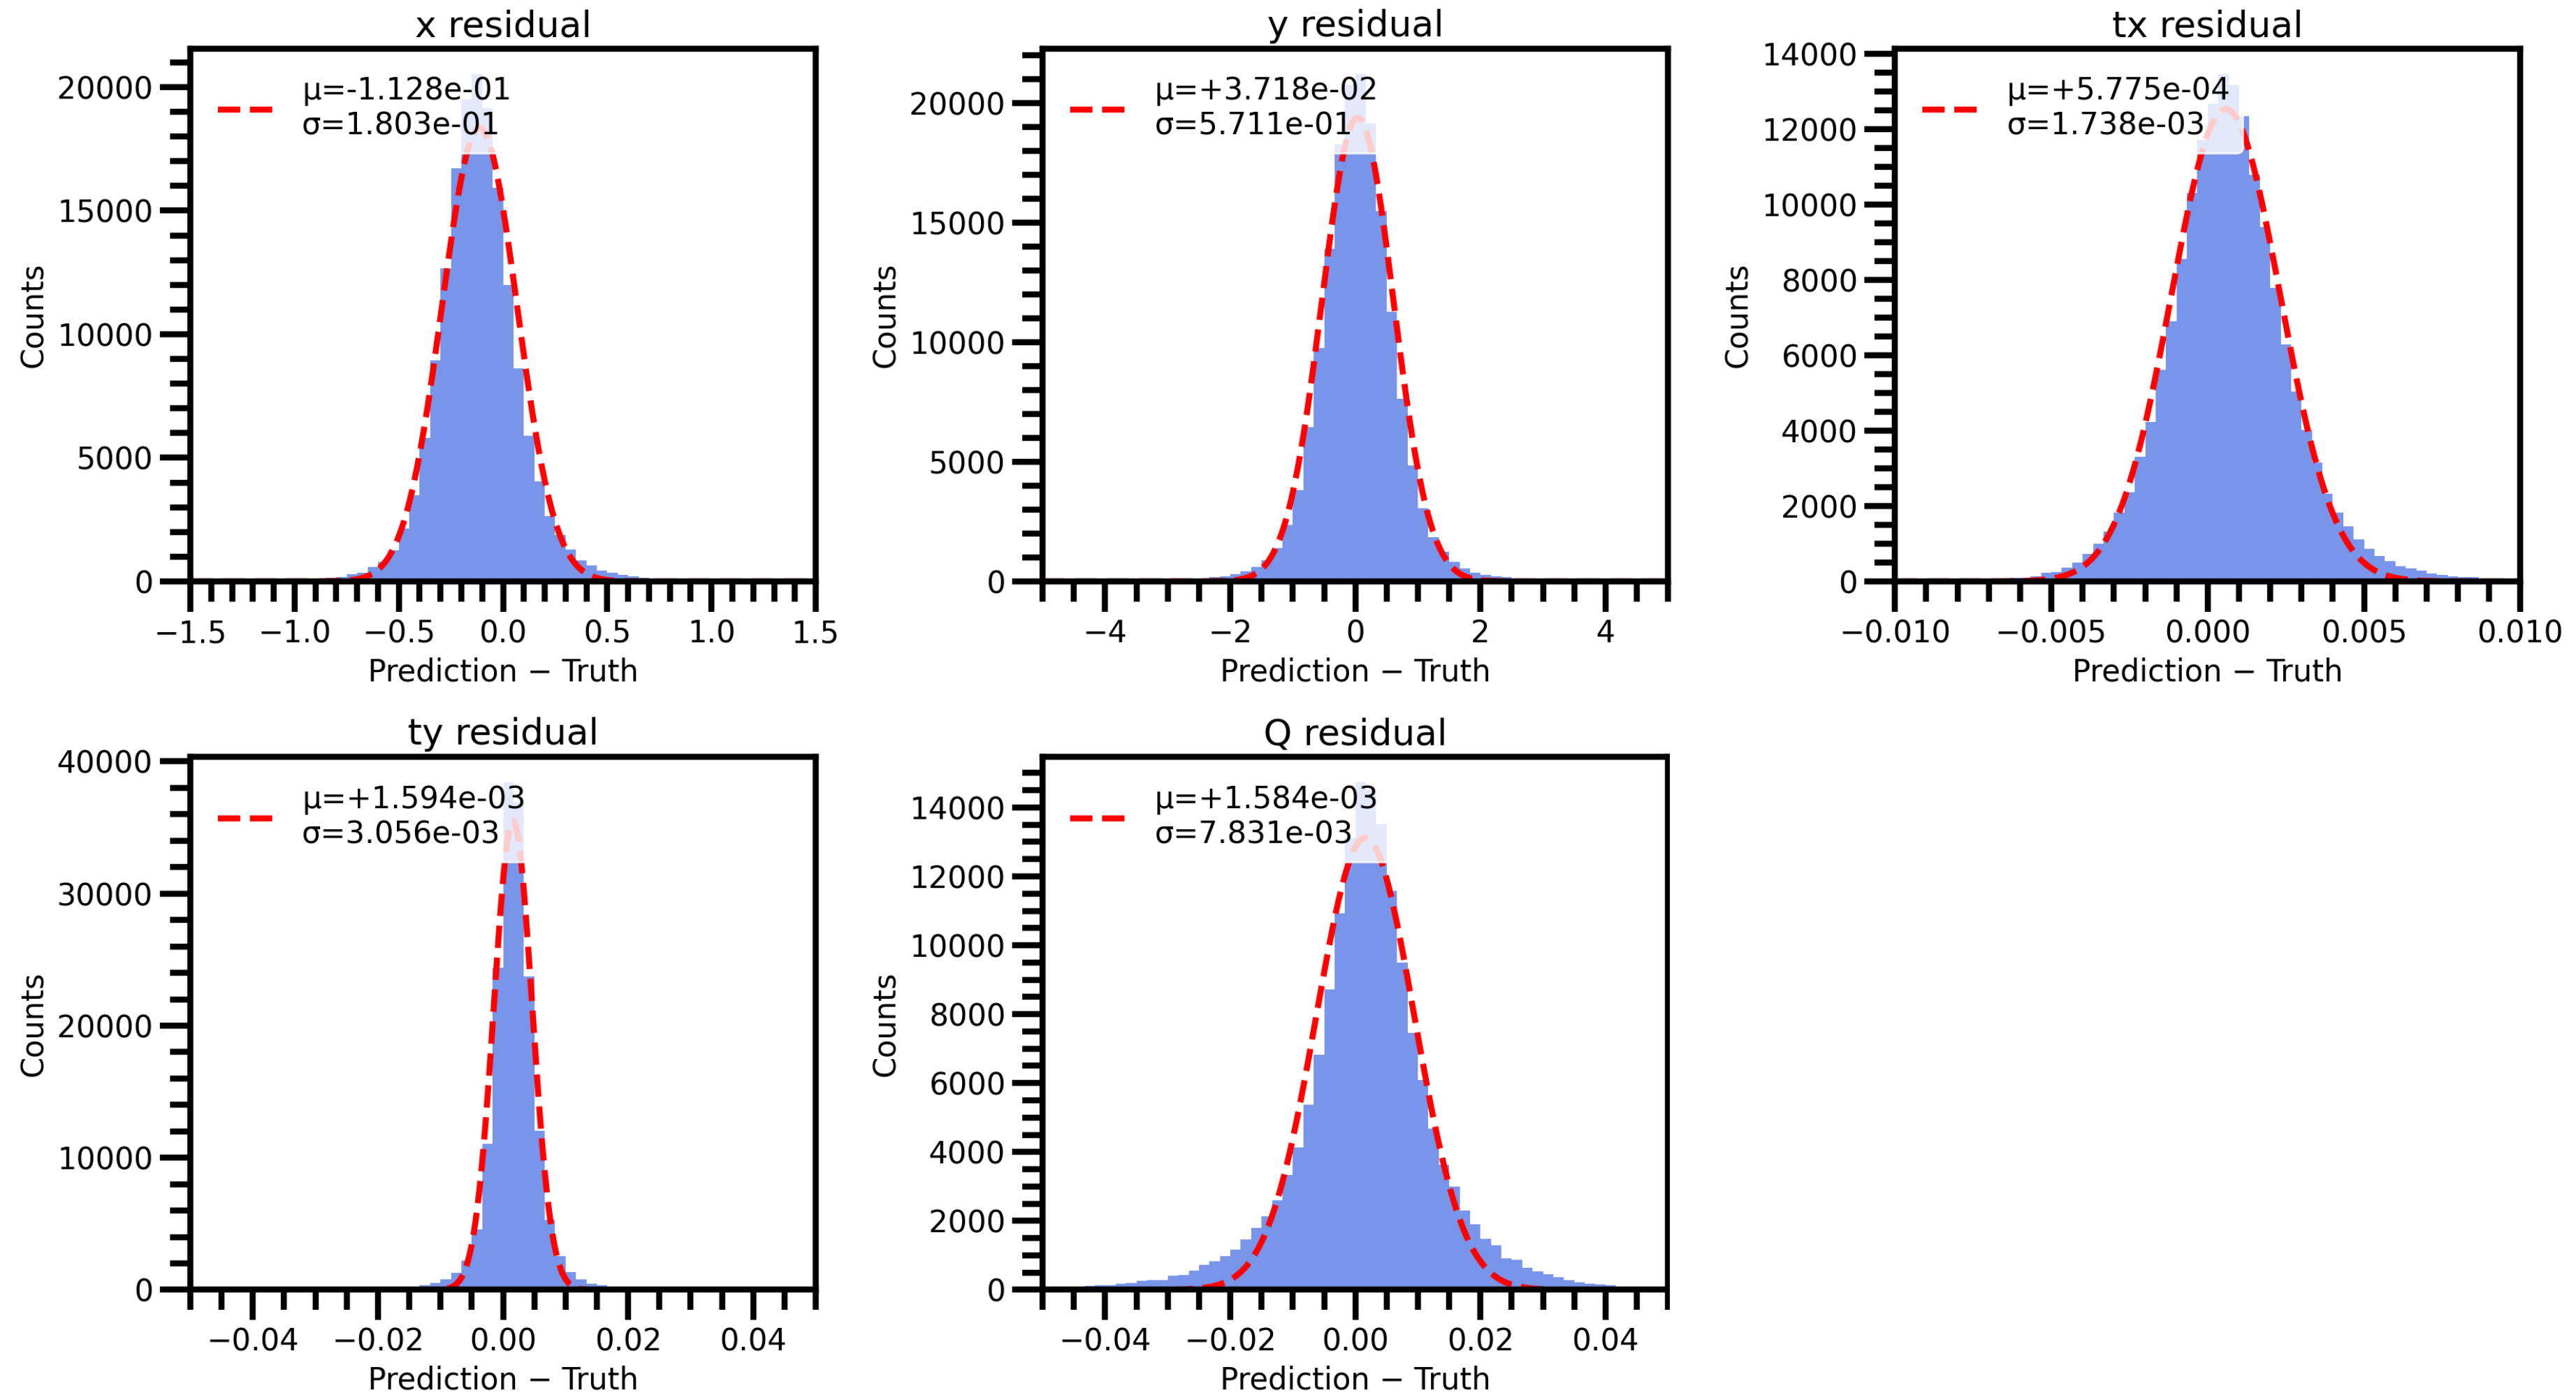 x residual
μ=-1.128e-01
σ=1.803e-01
Counts
20000
15000
10000
5000
0
−1.5 −1.0 −0.5 0.0 0.5 1.0 1.5
Prediction − Truth
y residual
μ=+3.718e-02
σ=5.711e-01
Counts
20000
15000
10000
5000
0
−4 −2 0 2 4
Prediction − Truth
tx residual
μ=+5.775e-04
σ=1.738e-03
Counts
14000
12000
10000
8000
6000
4000
2000
0
−0.010 −0.005 0.000 0.005 0.010
Prediction − Truth
ty residual
μ=+1.594e-03
σ=3.056e-03
Counts
40000
30000
20000
10000
0
−0.04 −0.02 0.00 0.02 0.04
Prediction − Truth
Q residual
μ=+1.584e-03
σ=7.831e-03
Counts
14000
12000
10000
8000
6000
4000
2000
0
−0.04 −0.02 0.00 0.02 0.04
Prediction − Truth